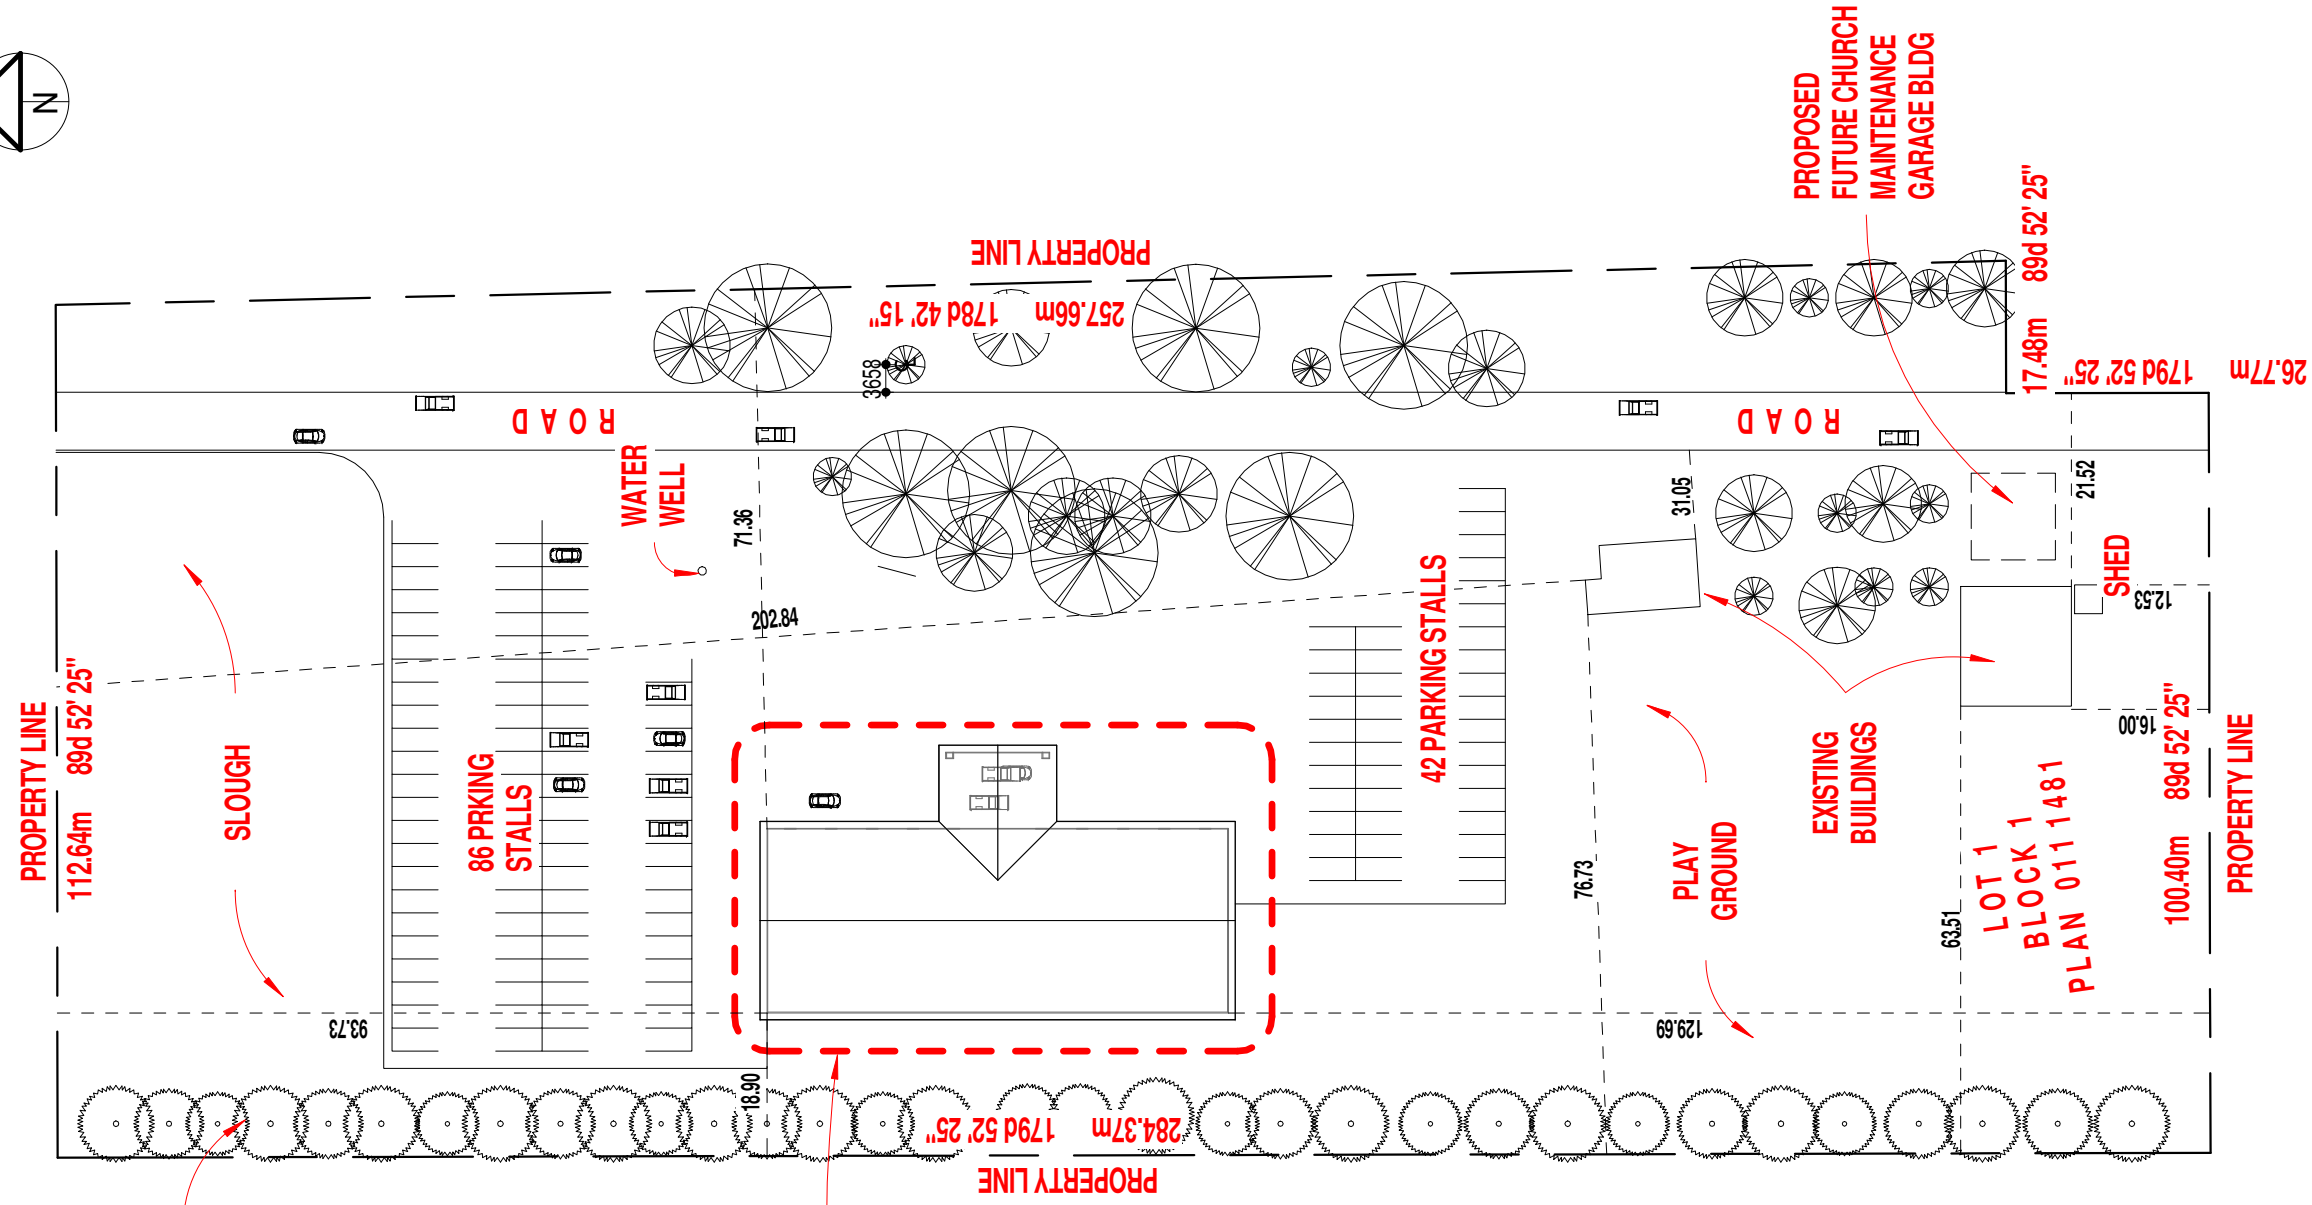 N
PROPOSED
FUTURE CHURCH
MAINTENANCE
GARAGE BLDG
PROPERTY LINE
257.66m 178d 42' 15"
17.48m 89d 52' 25"
26.77m 179d 52' 25"
3658
ROAD
ROAD
WATER
WELL
71.36
31.05
21.52
SHED
12.53
202.84
42 PARKING STALLS
PROPERTY LINE
112.64m 89d 52' 25"
SLOUGH
86 PRKING
STALLS
EXISTING
BUILDINGS
16.00
PLAY
GROUND
76.73
63.51
LOT 1
BLOCK 1
PLAN 011 1481
100.40m 89d 52' 25"
PROPERTY LINE
93.73
129.69
18.90
284.37m 179d 52' 25"
PROPERTY LINE